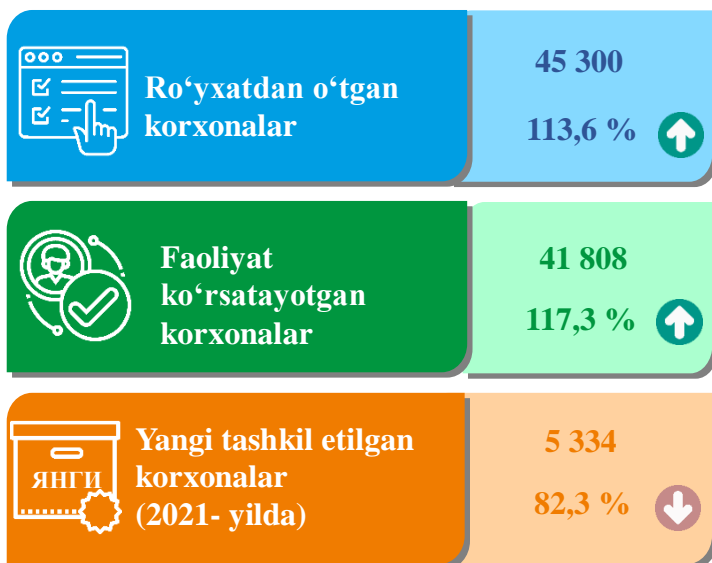 Ro‘yxatdan o‘tgan
korxonalar
45 300
113,6 %
Faoliyat
ko‘rsatayotgan
korxonalar
41 808
117,3 %
ЯНГИ
Yangi tashkil etilgan
korxonalar
(2021- yilda)
5 334
82,3 %